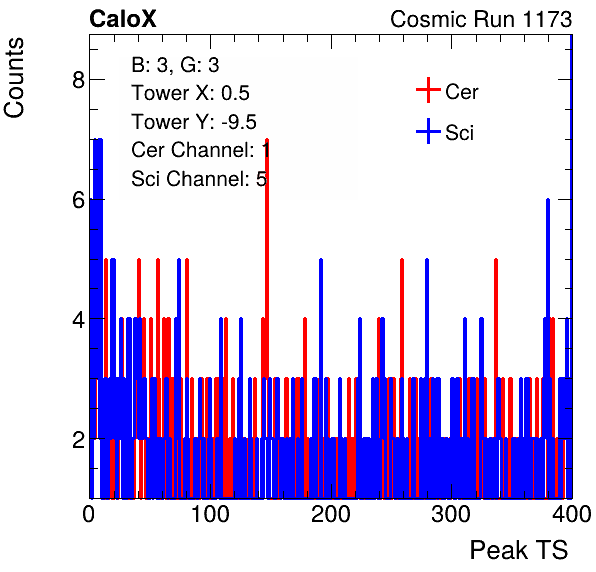 CaloX Cosmic Run 1173
Counts
B: 3, G: 3
Tower X: 0.5
Tower Y: -9.5
Cer Channel: 1
Sci Channel: 5
Cer
Sci
8
6
4
2
0 100 200 300 400
Peak TS